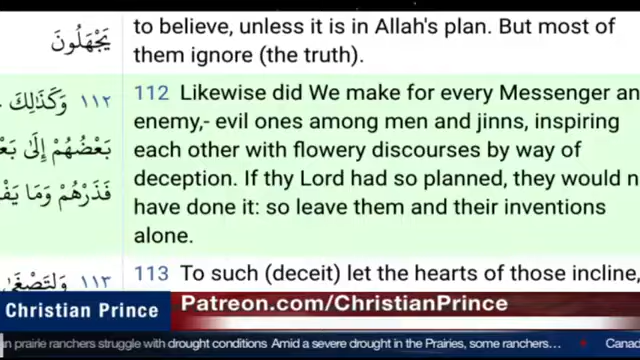 to believe, unless it is in Allah's plan. But most of
يَجْهَلُونَ
them ignore (the truth).
112 Likewise did We make for every Messenger an
١١٢ وَكَذَٰلِكَ
enemy,- evil ones among men and jinns, inspiring
بَعْضُهُمْ إِلَىٰ
each other with flowery discourses by way of
deception. If thy Lord had so planned, they would n
فَذَرْهُمْ وَمَا
have done it: so leave them and their inventions
alone.
113 To such (deceit) let the hearts of those incline,
١١٣ وَلِتَصْغَىٰ
Christian Prince
Patreon.com/ChristianPrince
an prairie ranchers struggle with drought conditions Amid a severe drought in the Prairies, some ranchers... Canad